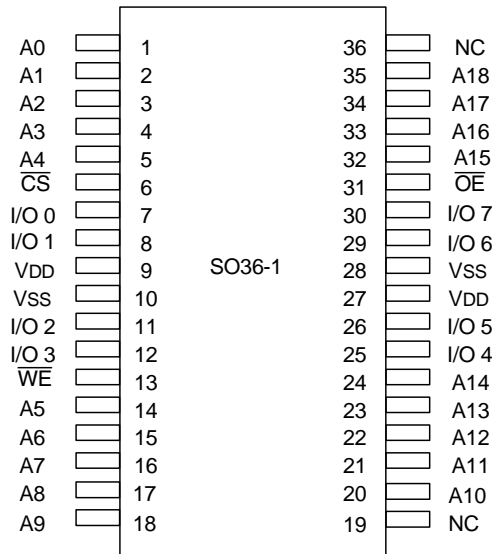 A0 1 36 NC
A1 2 35 A18
A2 3 34 A17
A3 4 33 A16
A4 5 32 A15
CS 6 31 OE
I/O 0 7 30 I/O 7
I/O 1 8 29 I/O 6
VDD 9 SO36-1 28 VSS
VSS 10 27 VDD
I/O 2 11 26 I/O 5
I/O 3 12 25 I/O 4
WE 13 24 A14
A5 14 23 A13
A6 15 22 A12
A7 16 21 A11
A8 17 20 A10
A9 18 19 NC